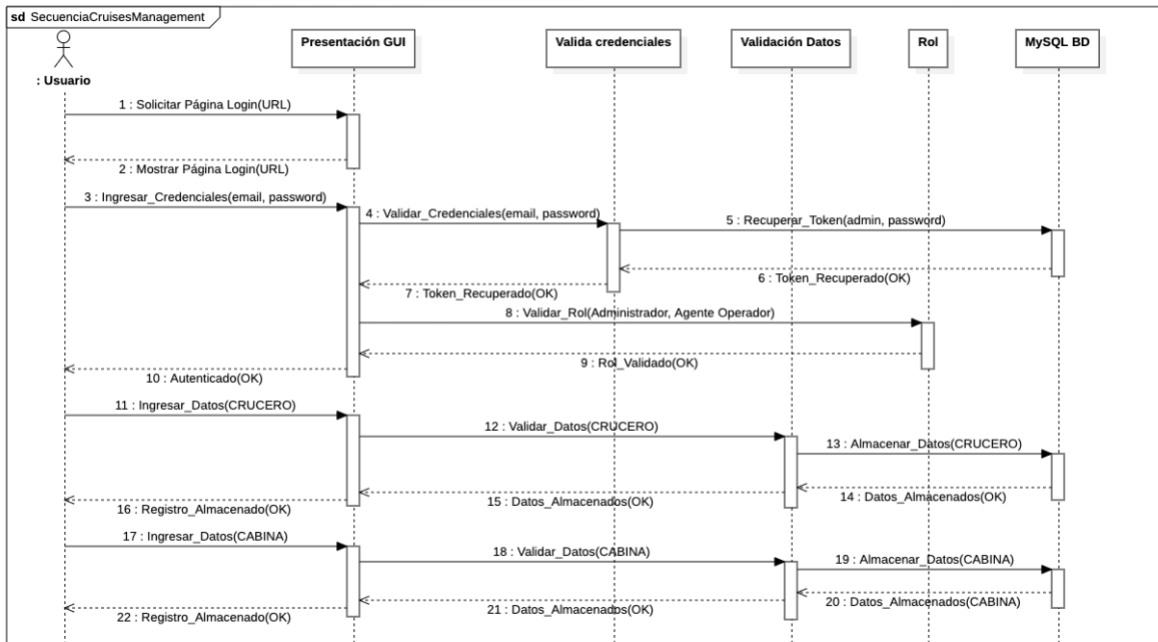 sd SecuenciaCruisesManagement
: Usuario
Presentación GUI
Valida credenciales
Validación Datos
Rol
MySQL BD
1 : Solicitar Página Login(URL)
2 : Mostrar Página Login(URL)
3 : Ingresar_Credenciales(email, password)
4 : Validar_Credenciales(email, password)
5 : Recuperar_Token(admin, password)
6 : Token_Recuperado(OK)
7 : Token_Recuperado(OK)
8 : Validar_Rol(Administrador, Agente Operador)
9 : Rol_Validado(OK)
10 : Autenticado(OK)
11 : Ingresar_Datos(CRUCERO)
12 : Validar_Datos(CRUCERO)
13 : Almacenar_Datos(CRUCERO)
14 : Datos_Almacenados(OK)
15 : Datos_Almacenados(OK)
16 : Registro_Almacenado(OK)
17 : Ingresar_Datos(CABINA)
18 : Validar_Datos(CABINA)
19 : Almacenar_Datos(CABINA)
20 : Datos_Almacenados(CABINA)
21 : Datos_Almacenados(OK)
22 : Registro_Almacenado(OK)